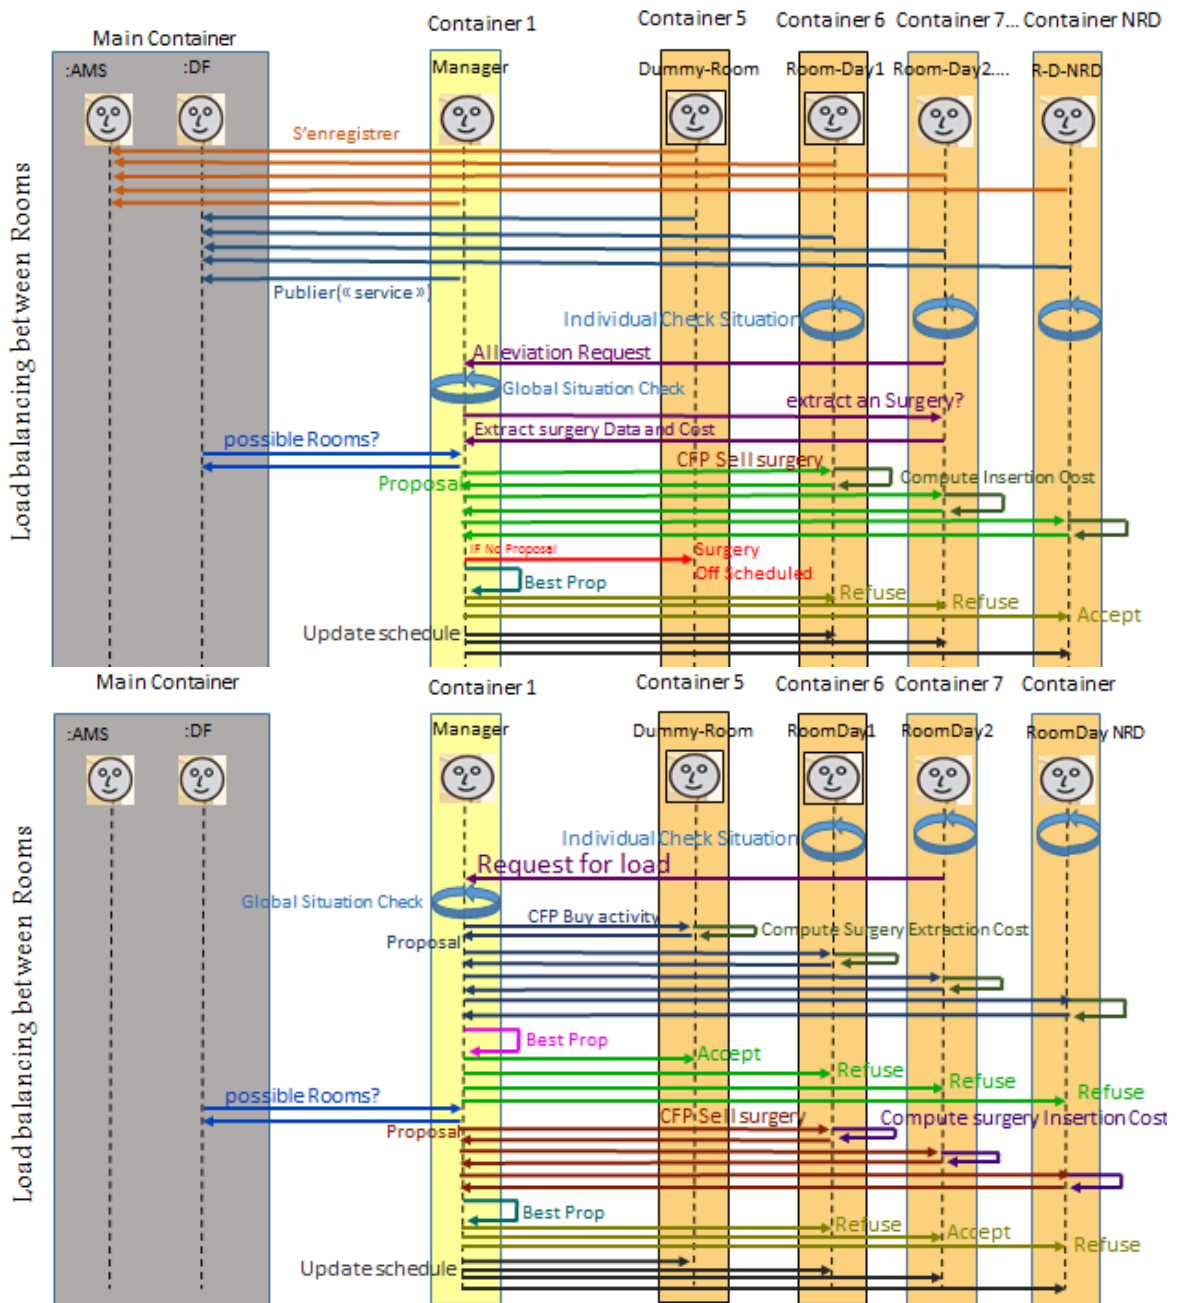 Main Container
Container 1
Container 5
Container 6
Container 7...
Container NRD
:AMS
:DF
Manager
Dummy-Room
Room-Day1
Room-Day2....
R-D-NRD
Load balancing between Rooms
S'enregistrer
Publier(« service »)
Individual Check Situation
Alleviation Request
Global Situation Check
extract an Surgery?
Extract surgery Data and Cost
possible Rooms?
CFP Sell surgery
Proposal
Compute Insertion Cost
IF No Proposal
Surgery
Off Scheduled
Best Prop
Refuse
Refuse
Accept
Update schedule
Main Container
Container 1
Container 5
Container 6
Container 7
Container
:AMS
:DF
Manager
Dummy-Room
RoomDay1
RoomDay2
RoomDay NRD
Load balancing between Rooms
Individual Check Situation
Request for load
Global Situation Check
CFP Buy activity
Proposal
Compute Surgery Extraction Cost
Best Prop
Accept
Refuse
Refuse
Refuse
possible Rooms?
CFP Sell surgery
Compute surgery Insertion Cost
Proposal
Best Prop
Refuse
Accept
Refuse
Update schedule